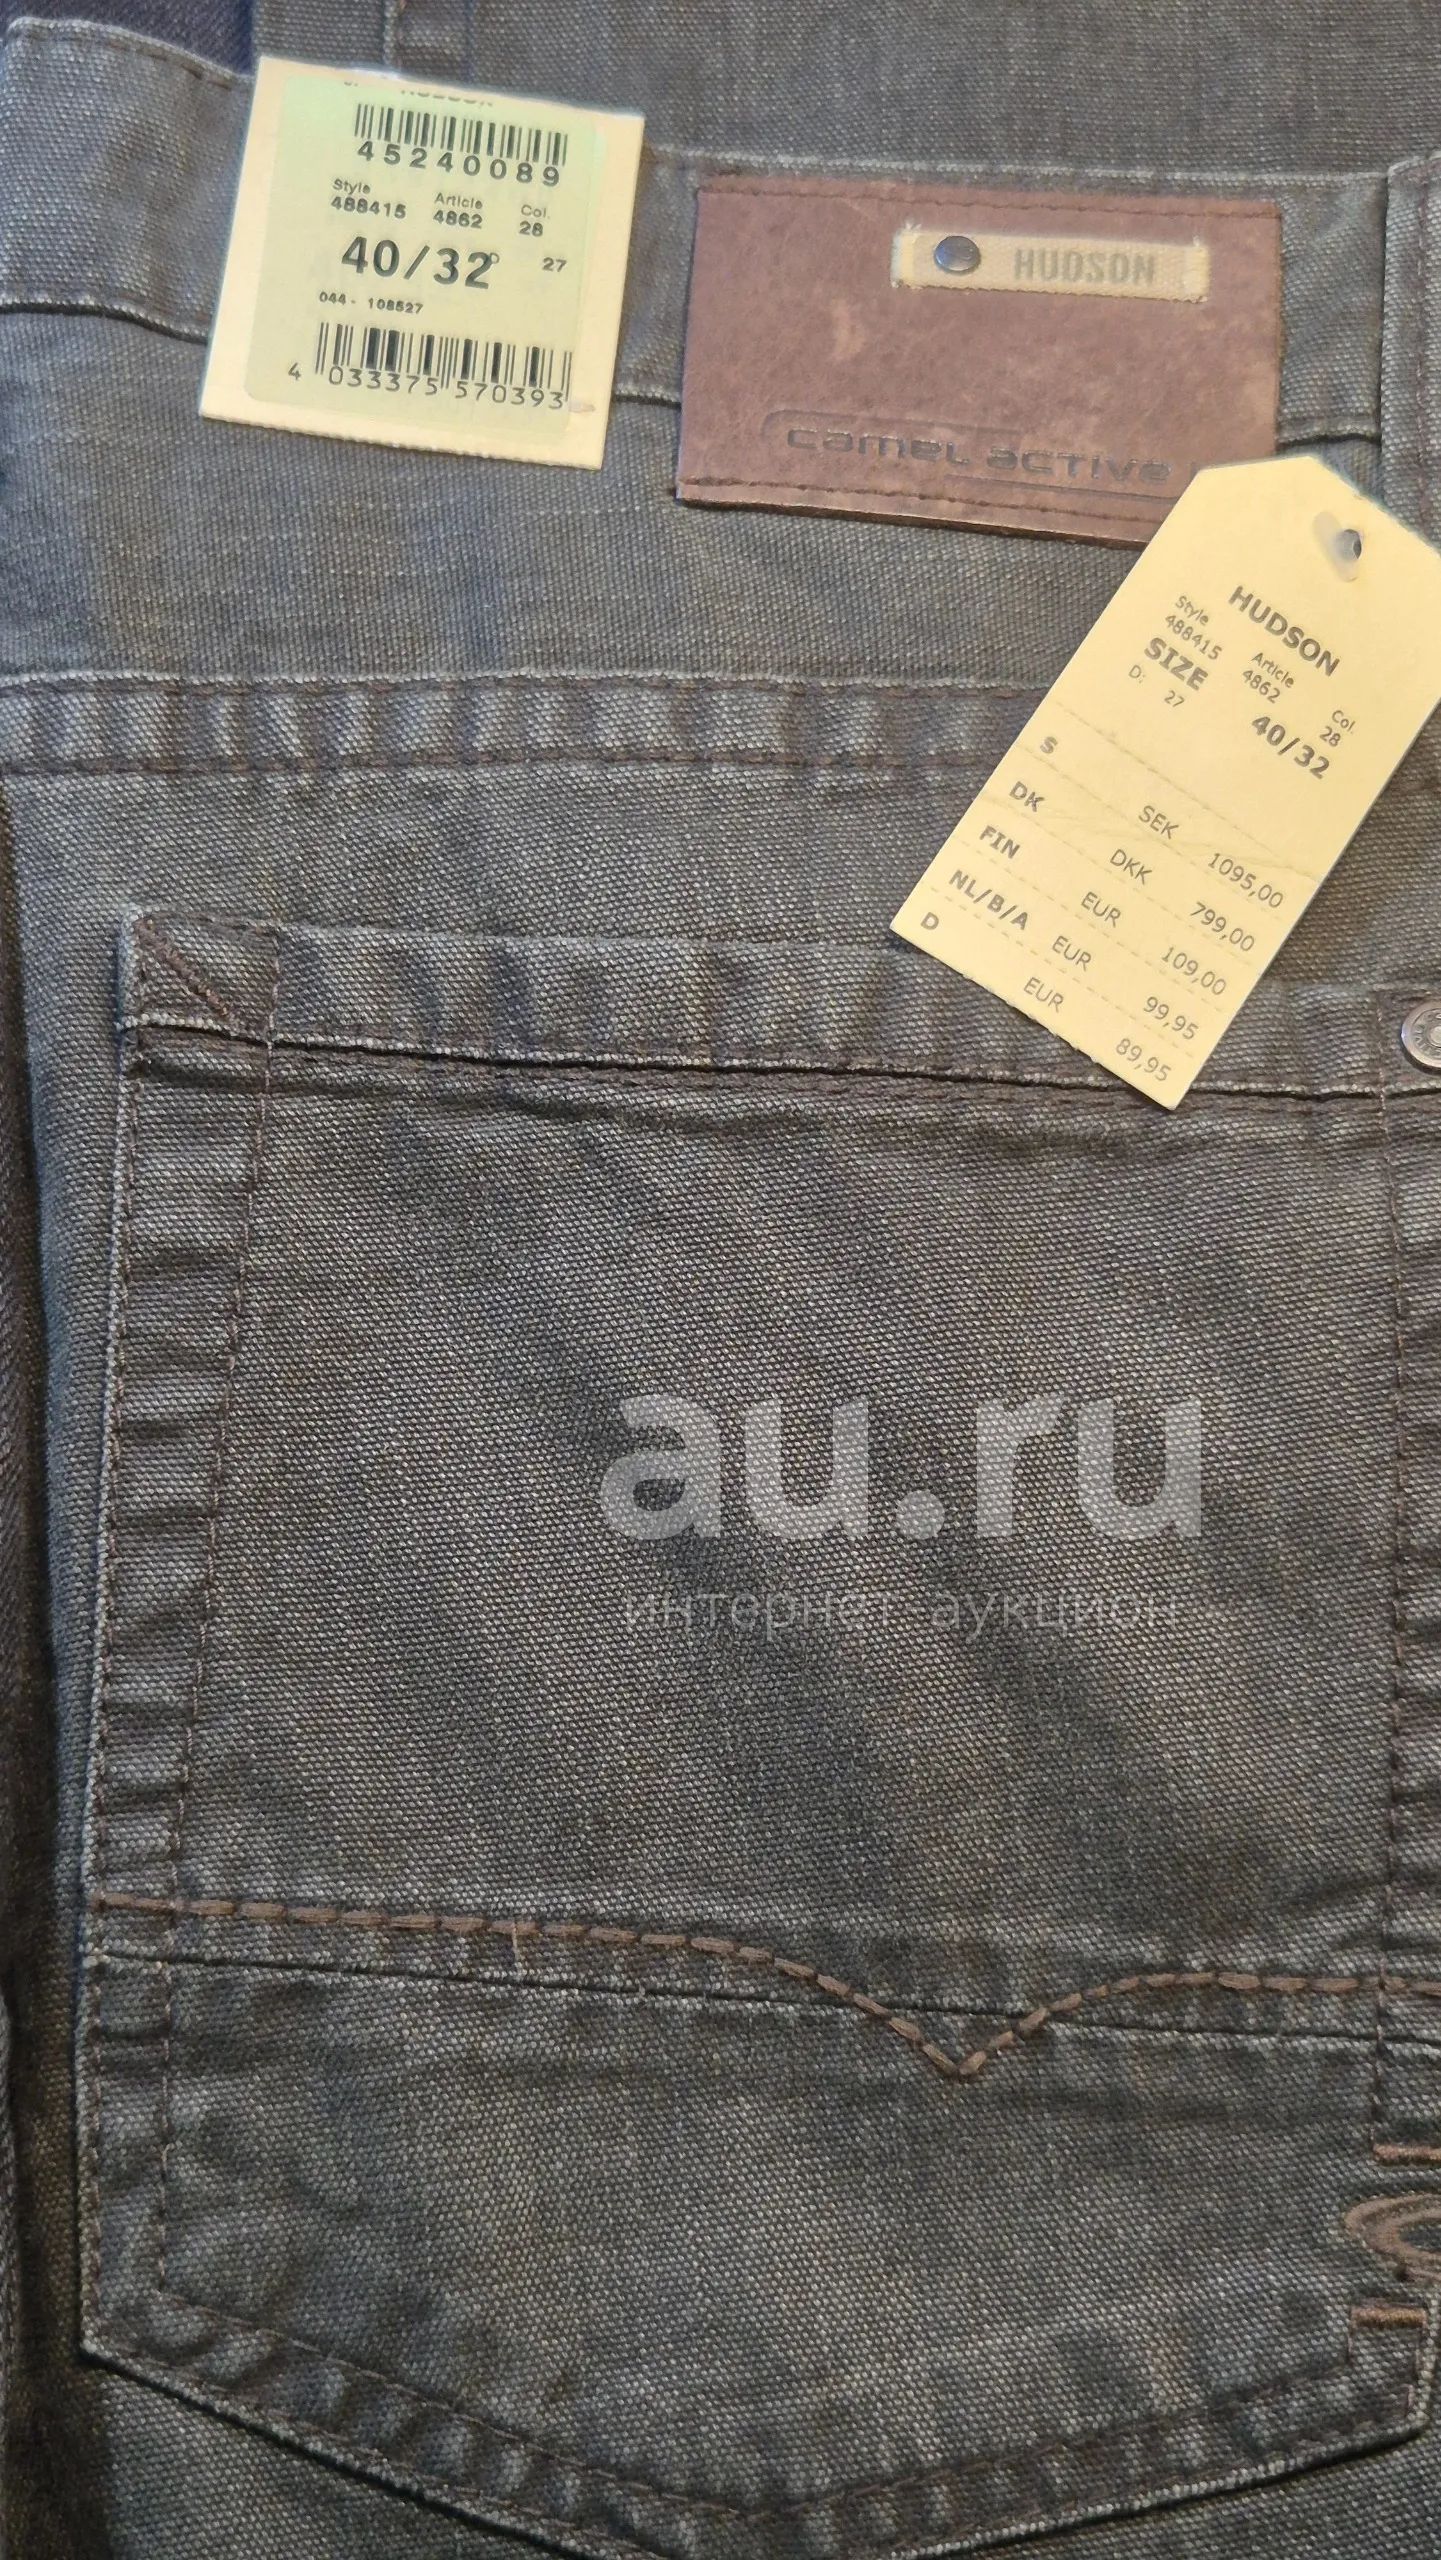 45240089
Style Article Col.
488415 4862 28
40/32 27
044- 108527
4 033375 570393
HUDSON
camel active
HUDSON
Style Article Col.
488415 4862 28
SIZE 40/32
D: 27
S SEK 1095,00
DK DKK 799,00
FIN EUR 109,00
NL/B/A EUR 99,95
D EUR 89,95
au.ru
интернет-аукцион